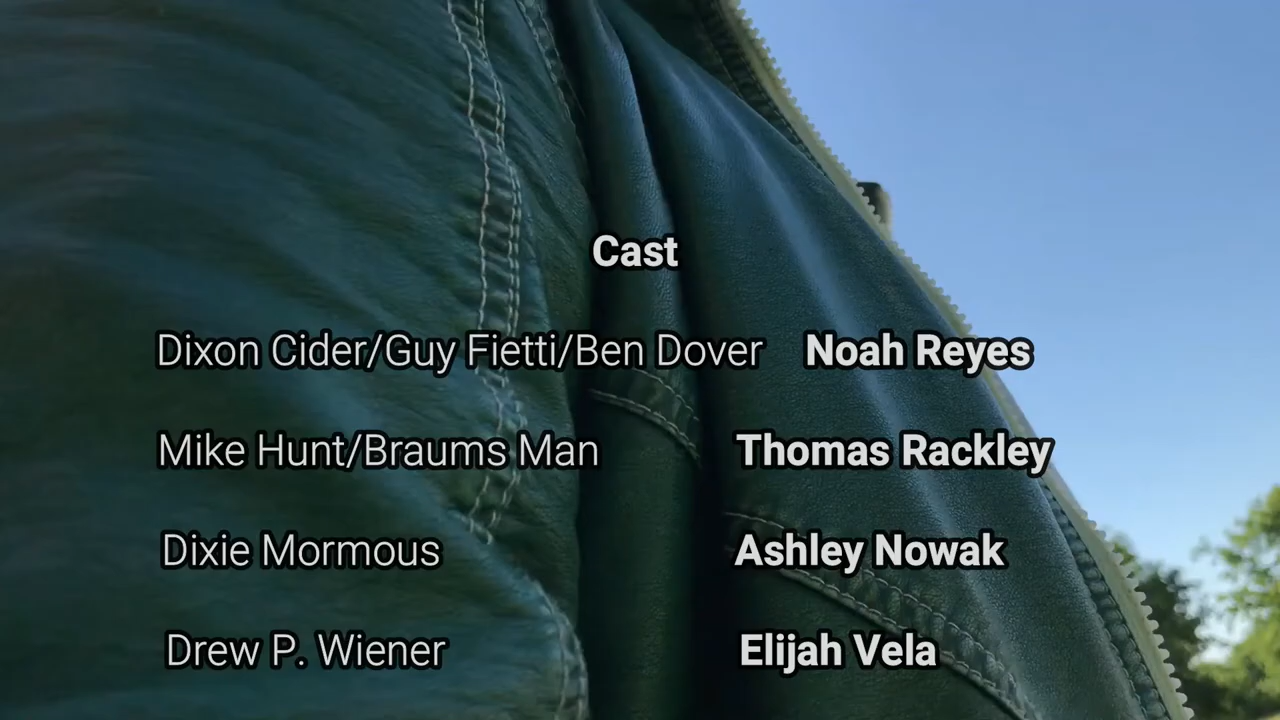 Cast
Dixon Cider/Guy Fietti/Ben Dover Noah Reyes
Mike Hunt/Braums Man Thomas Rackley
Dixie Mormous Ashley Nowak
Drew P. Wiener Elijah Vela